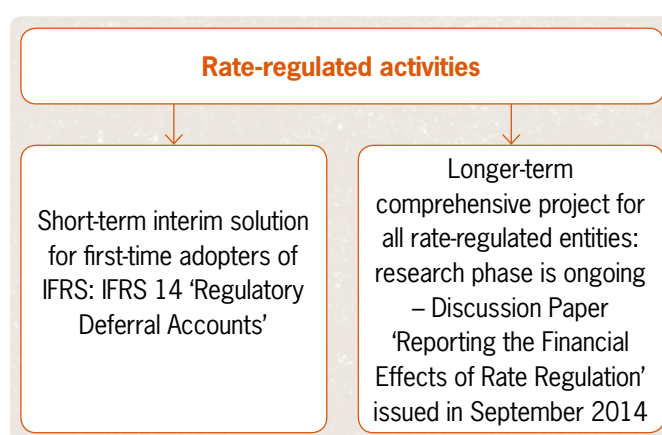 Rate-regulated activities
Short-term interim solution
for first-time adopters of
IFRS: IFRS 14 ‘Regulatory
Deferral Accounts’
Longer-term
comprehensive project for
all rate-regulated entities:
research phase is ongoing
– Discussion Paper
‘Reporting the Financial
Effects of Rate Regulation’
issued in September 2014